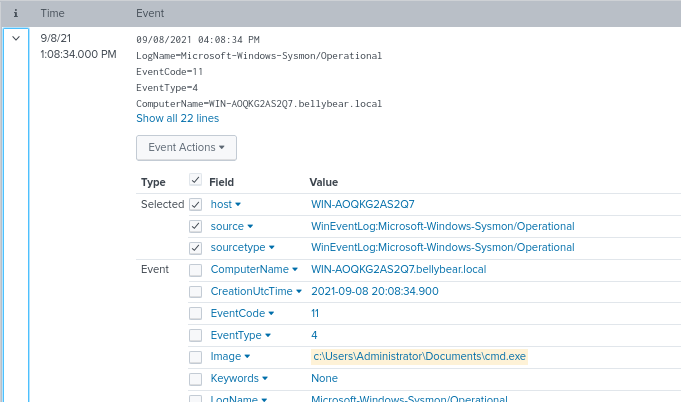 i Time Event
9/8/21 09/08/2021 04:08:34 PM
1:08:34.000 PM LogName=Microsoft-Windows-Sysmon/Operational
EventCode=11
EventType=4
ComputerName=WIN-AOQKG2AS2Q7.bellybear.local
Show all 22 lines
Event Actions
Type Field Value
Selected host WIN-AOQKG2AS2Q7
source WinEventLog:Microsoft-Windows-Sysmon/Operational
sourcetype WinEventLog:Microsoft-Windows-Sysmon/Operational
Event ComputerName WIN-AOQKG2AS2Q7.bellybear.local
CreationUtcTime 2021-09-08 20:08:34.900
EventCode 11
EventType 4
Image c:\Users\Administrator\Documents\cmd.exe
Keywords None
LogName Microsoft-Windows-Sysmon/Operational